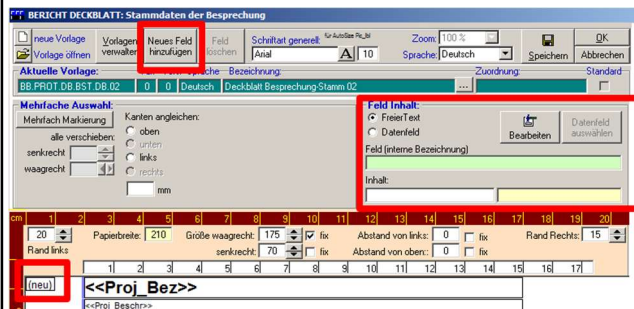 BERICHT DECKBLATT: Stammdaten der Besprechung
neue Vorlage
Vorlage öffnen
Vorlagen verwalten
Neues Feld hinzufügen
Feld löschen
Schriftart generell:
für AutoSize Pic_lbl
Arial
A
10
Zoom: 100 %
Sprache: Deutsch
Speichern
OK
Abbrechen
Aktuelle Vorlage:
Sprache
Bezeichnung:
Zuordnung:
Standard
BB.PROT.DB.BST.DB.02
0
0
Deutsch
Deckblatt Besprechung-Stamm 02
...
Mehrfache Auswahl:
Mehrfach Markierung
alle verschieben:
senkrecht
waagrecht
Kanten angleichen:
oben
unten
links
rechts
mm
Feld Inhalt:
FreierText
Datenfeld
Bearbeiten
Datenfeld auswählen
Feld (interne Bezeichnung)
Inhalt:
cm 1 2 3 4 5 6 7 8 9 10 11 12 13 14 15 16 17 18 19 20
20
Rand links
Papierbreite: 210
Größe waagrecht: 175 fix
senkrecht: 70 fix
Abstand von links: 0 fix
Abstand von oben:: 0 fix
Rand Rechts: 15
1 2 3 4 5 6 7 8 9 10 11 12 13 14 15 16 17
(neu)
<<Proj_Bez>>
<<Proj_Beschr>>